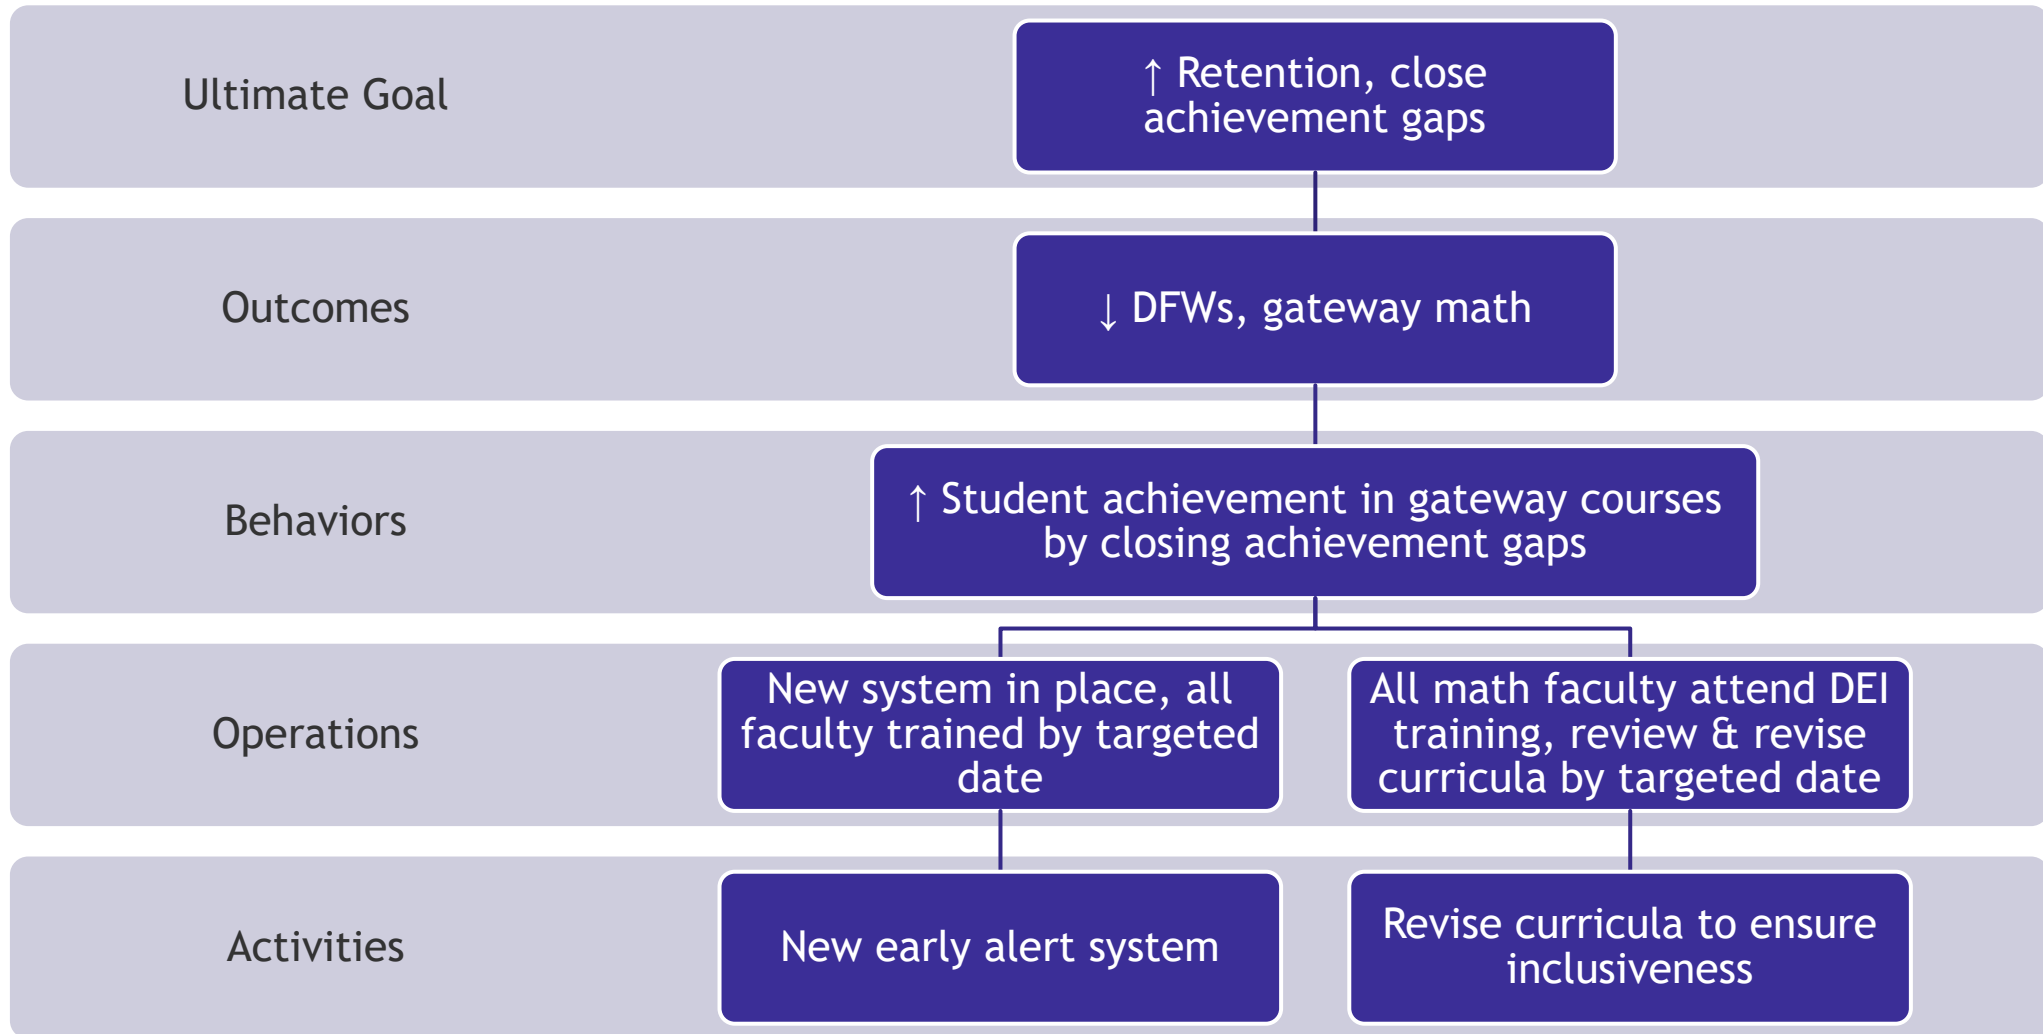 Ultimate Goal
↑ Retention, close
achievement gaps
Outcomes
↓ DFWs, gateway math
Behaviors
↑ Student achievement in gateway courses
by closing achievement gaps
Operations
New system in place, all
faculty trained by targeted
date
All math faculty attend DEI
training, review & revise
curricula by targeted date
Activities
New early alert system
Revise curricula to ensure
inclusiveness